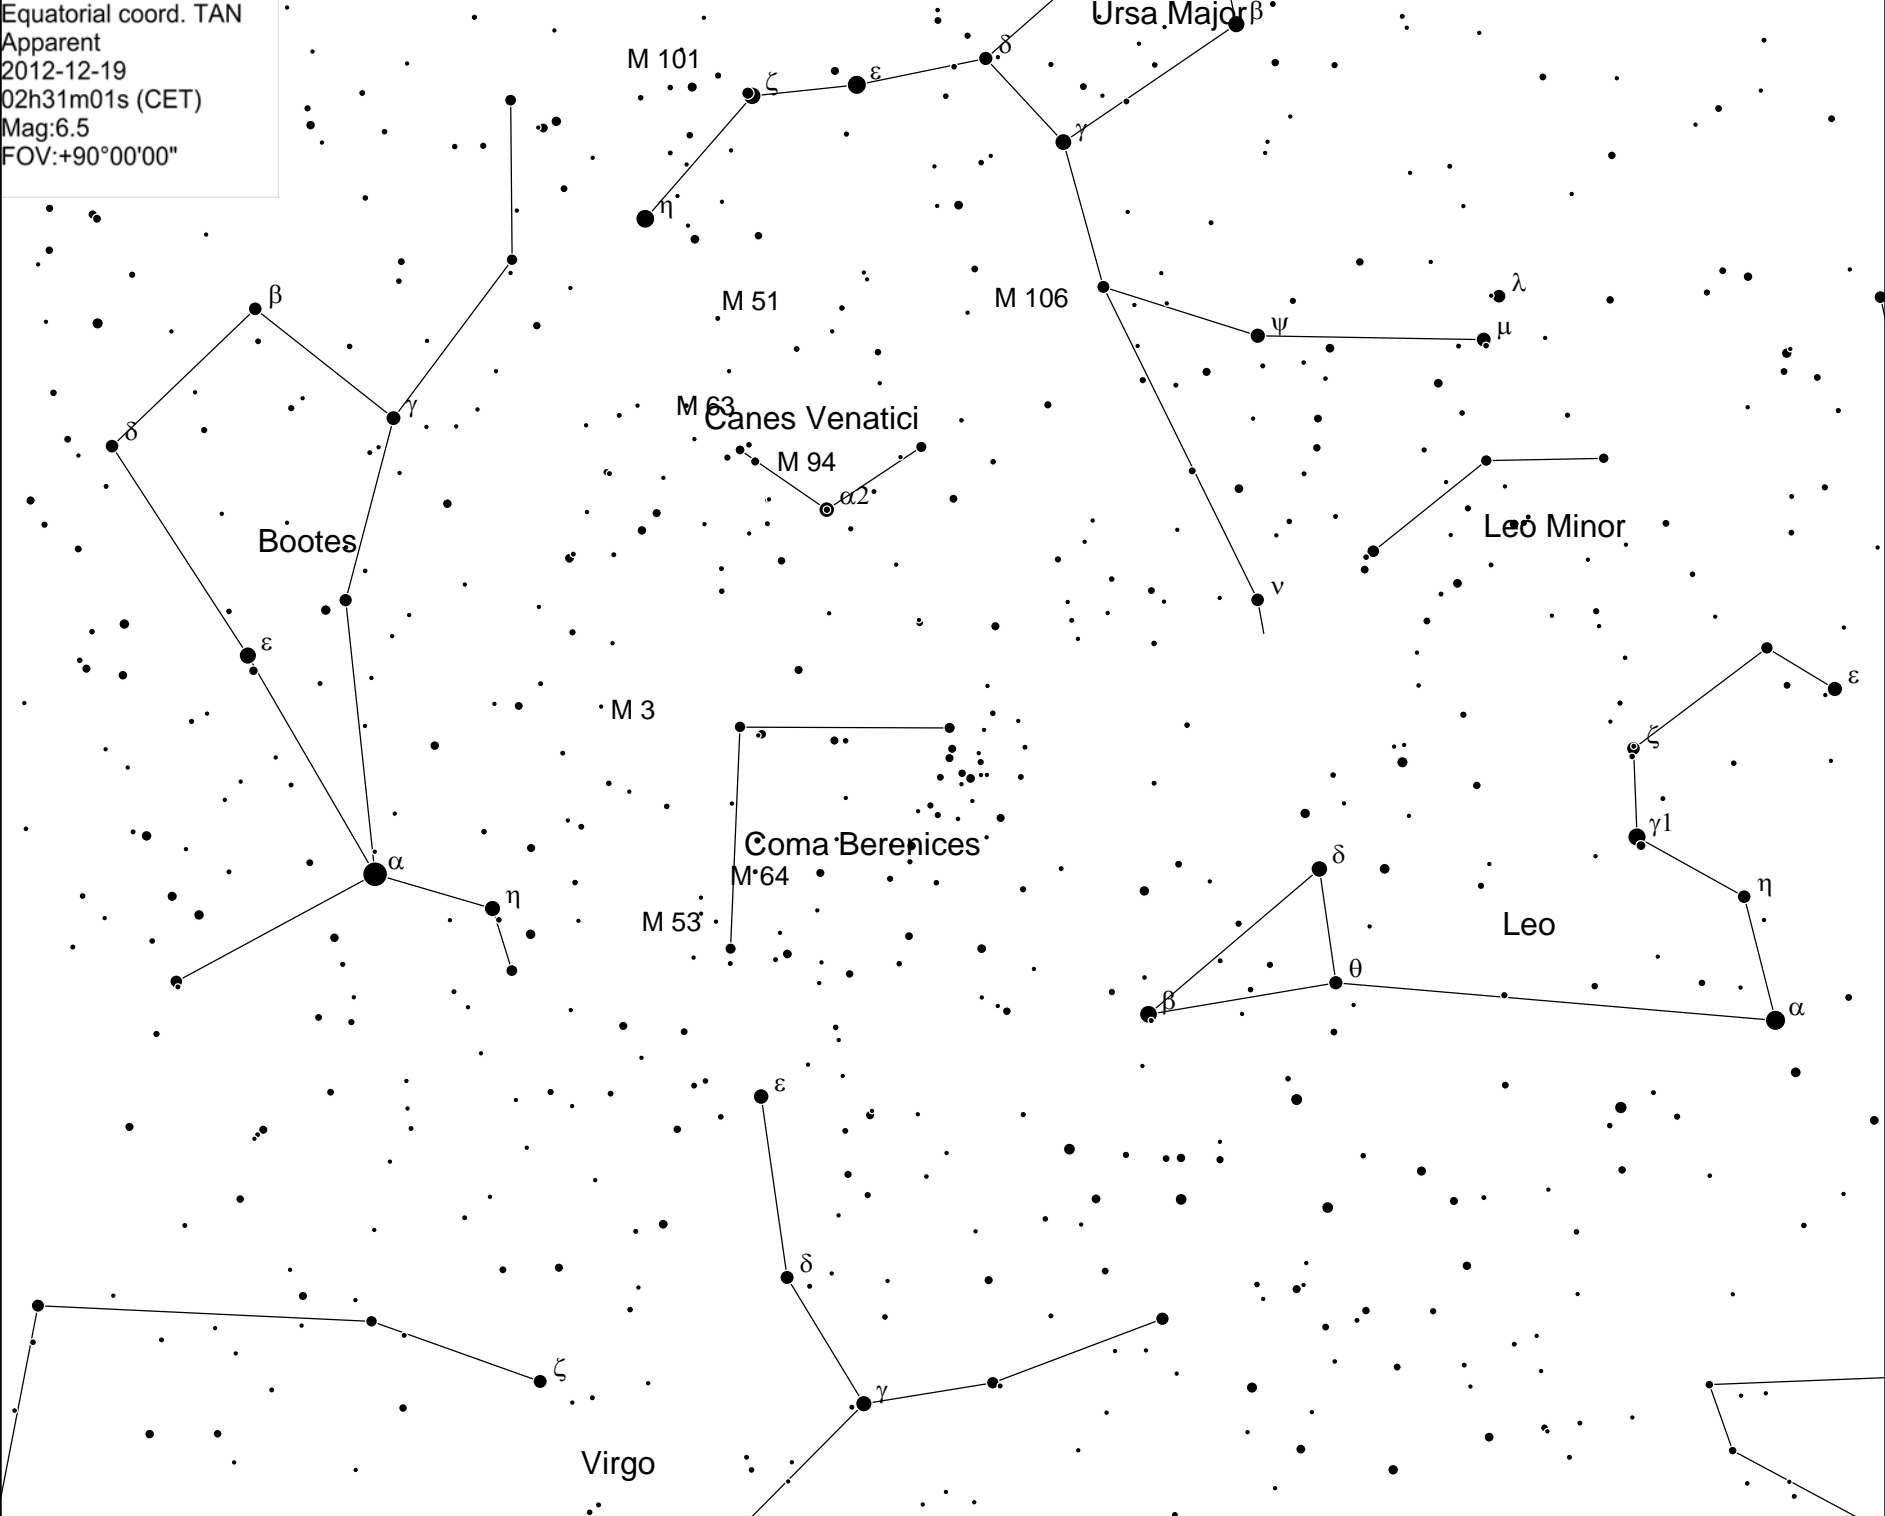 Equatorial coord. TAN
Apparent
2012-12-19
02h31m01s (CET)
Mag:6.5
FOV:+90°00'00"
Ursa Major
β
δ
M 101
ζ
ε
γ
η
λ
β
M 51
M 106
ψ
μ
γ
M 63
Canes Venatici
δ
M 94
α2
Bootes
Leo Minor
ν
ε
ε
M 3
ζ
γ1
Coma Berenices
α
δ
M 64
η
η
M 53
Leo
θ
β
α
ε
δ
ζ
γ
Virgo